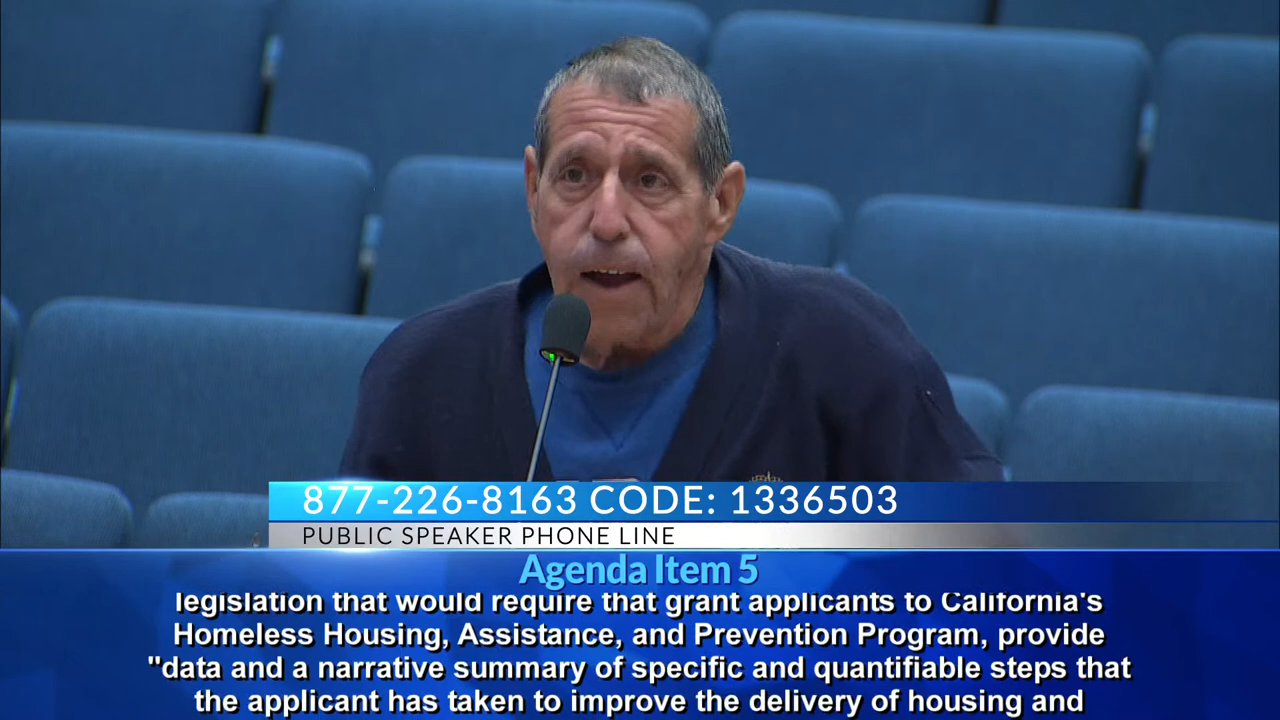 877-226-8163 CODE: 1336503
PUBLIC SPEAKER PHONE LINE
Agenda Item 5
legislation that would require that grant applicants to California's
Homeless Housing, Assistance, and Prevention Program, provide
"data and a narrative summary of specific and quantifiable steps that
the applicant has taken to improve the delivery of housing and